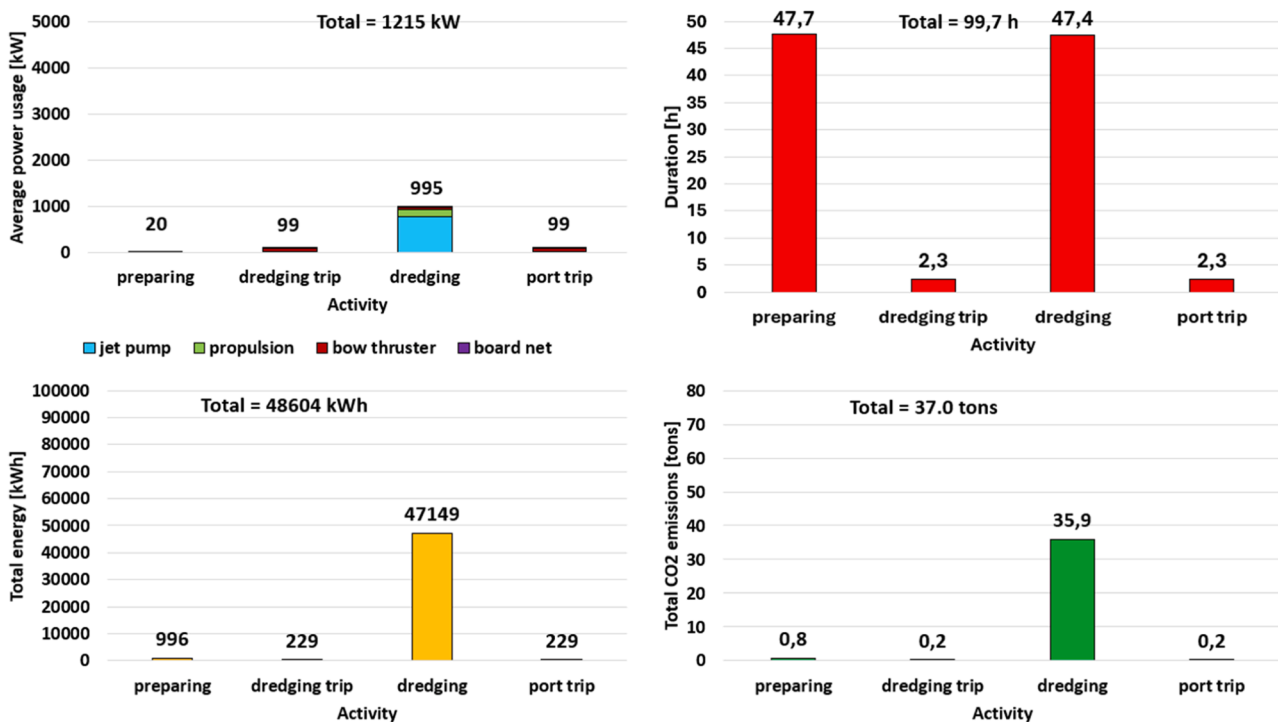 Total = 1215 kW
Average power usage [kW]
5000
4000
3000
2000
1000
0
20
99
995
99
preparing
dredging trip
dredging
port trip
Activity
jet pump
propulsion
bow thruster
board net
Total = 99,7 h
Duration [h]
50
45
40
35
30
25
20
15
10
5
0
47,7
2,3
47,4
2,3
preparing
dredging trip
dredging
port trip
Activity
Total = 48604 kWh
Total energy [kWh]
100000
90000
80000
70000
60000
50000
40000
30000
20000
10000
0
996
229
47149
229
preparing
dredging trip
dredging
port trip
Activity
Total = 37.0 tons
Total CO2 emissions [tons]
80
70
60
50
40
30
20
10
0
0,8
0,2
35,9
0,2
preparing
dredging trip
dredging
port trip
Activity